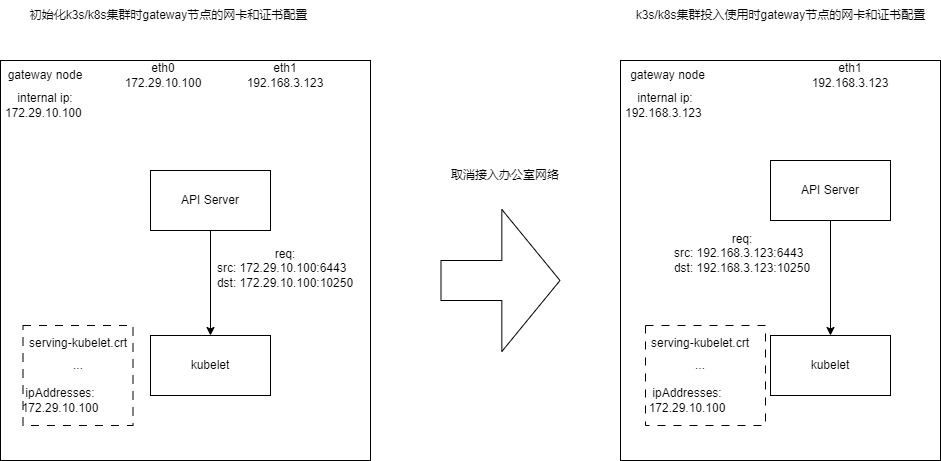 初始化k3s/k8s集群时gateway节点的网卡和证书配置
gateway node
internal ip:
172.29.10.100
eth0
172.29.10.100
eth1
192.168.3.123
API Server
req:
src: 172.29.10.100:6443
dst: 172.29.10.100:10250
serving-kubelet.crt
...
ipAddresses:
172.29.10.100
kubelet
取消接入办公室网络
k3s/k8s集群投入使用时gateway节点的网卡和证书配置
gateway node
internal ip:
192.168.3.123
eth1
192.168.3.123
API Server
req:
src: 192.168.3.123:6443
dst: 192.168.3.123:10250
serving-kubelet.crt
...
ipAddresses:
172.29.10.100
kubelet